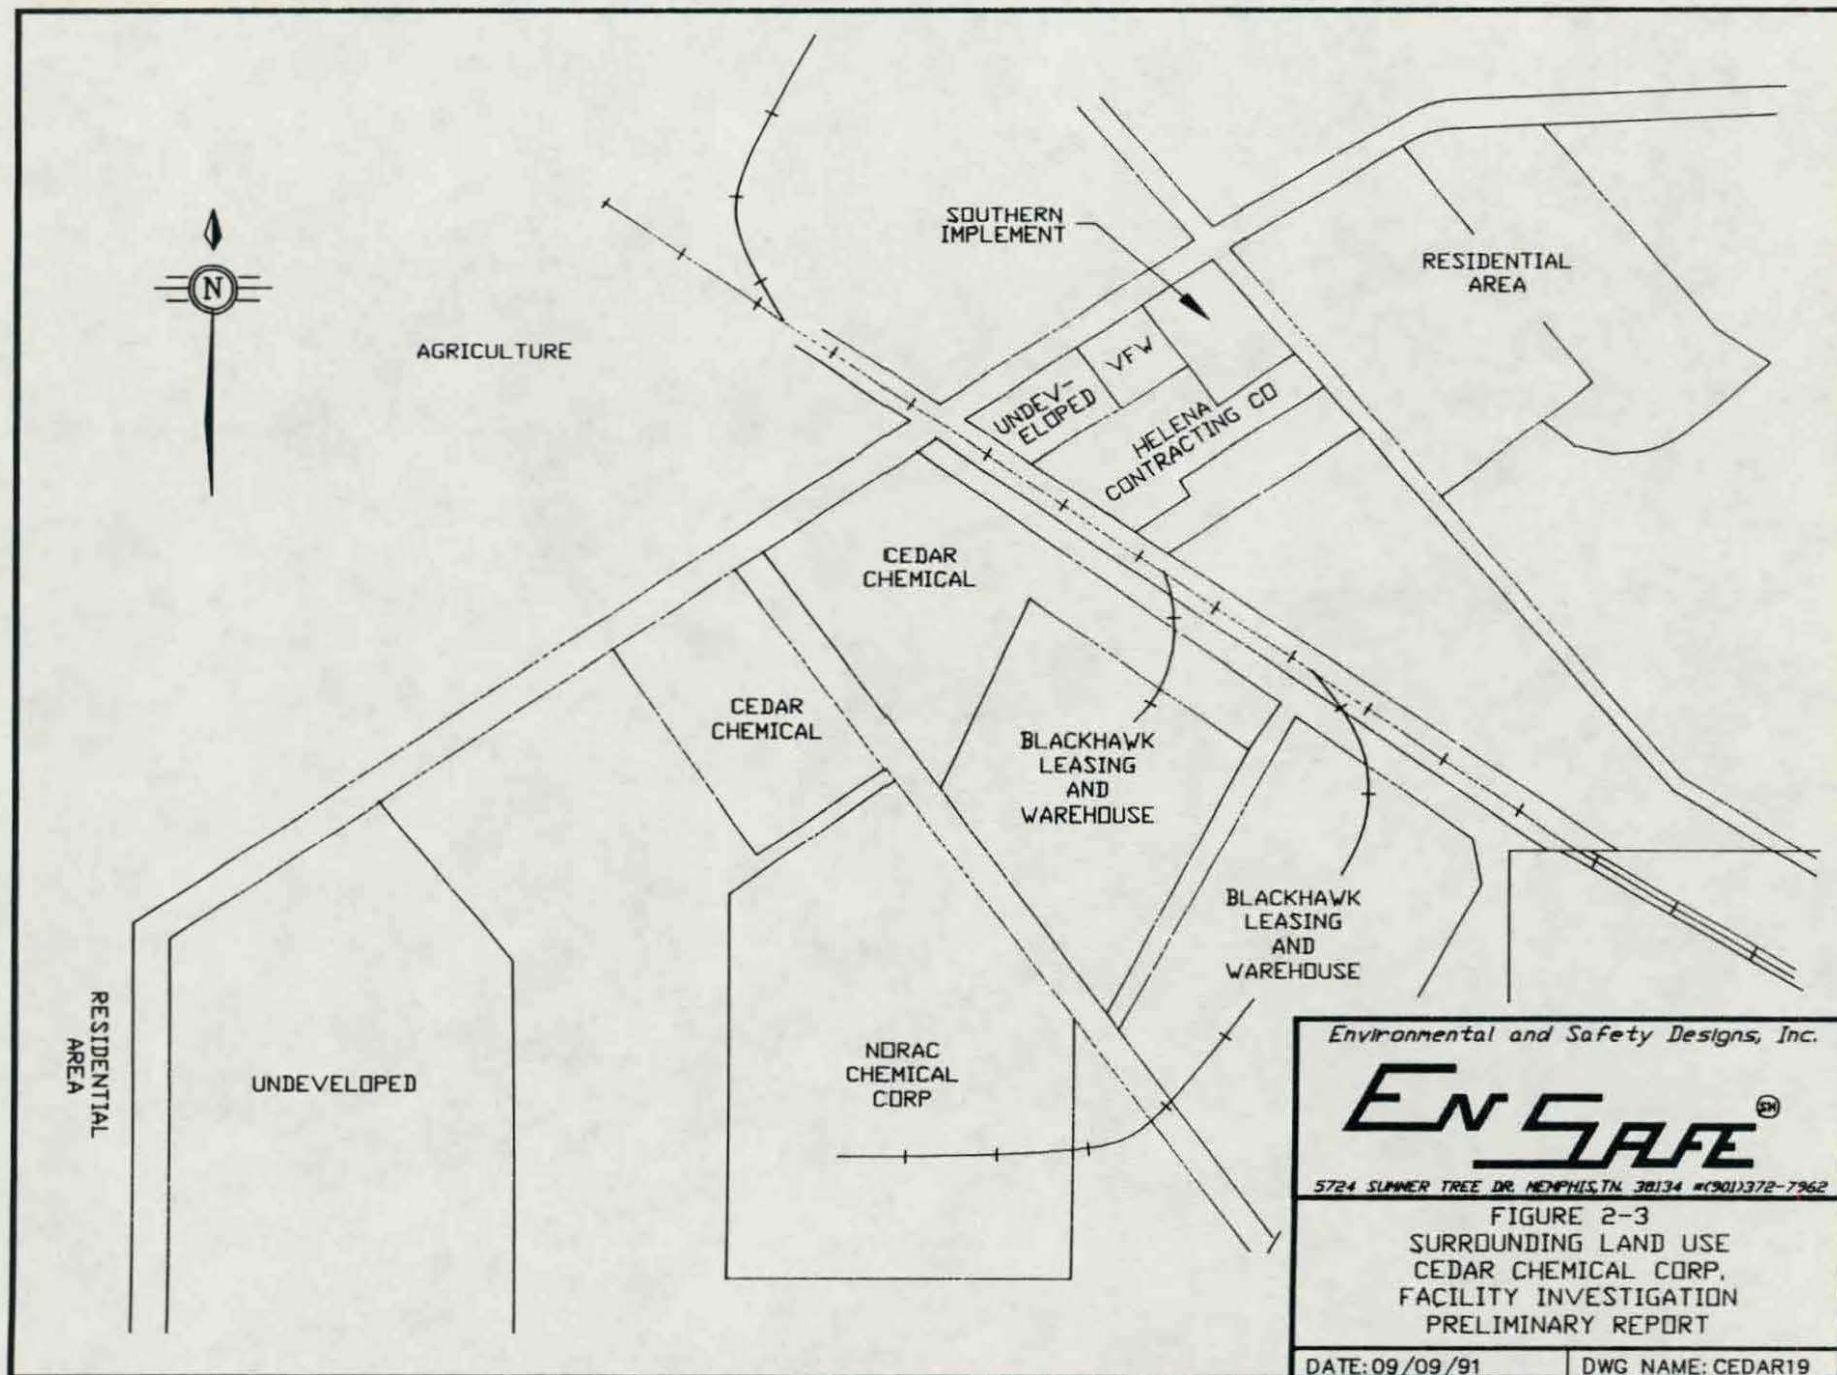 SOUTHERN
IMPLEMENT
RESIDENTIAL
AREA
N
AGRICULTURE
VFW
UNDEV-
ELOPED
HELENA
CONTRACTING CO
CEDAR
CHEMICAL
CEDAR
CHEMICAL
BLACKHAWK
LEASING
AND
WAREHOUSE
BLACKHAWK
LEASING
AND
WAREHOUSE
RESIDENTIAL
AREA
UNDEVELOPED
NORAC
CHEMICAL
CORP
Environmental and Safety Designs, Inc.
EN SAFE SM
5724 SUMMER TREE DR. MEMPHIS, TN. 38134 #(901)372-7962
FIGURE 2-3
SURROUNDING LAND USE
CEDAR CHEMICAL CORP.
FACILITY INVESTIGATION
PRELIMINARY REPORT
DATE: 09/09/91
DWG NAME: CEDAR19